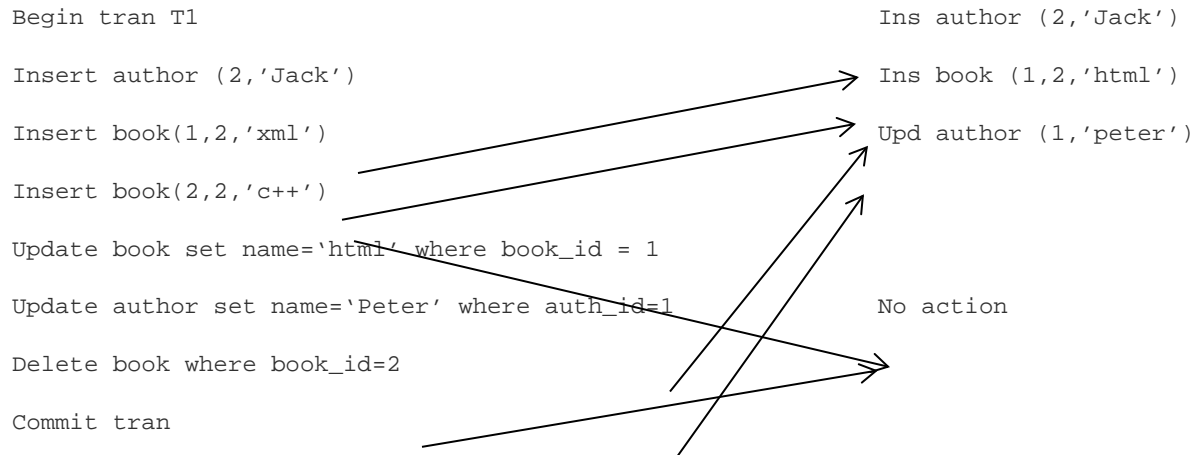 Begin tran T1
Ins author (2,’Jack’)
Insert author (2,’Jack’)
Ins book (1,2,’html’)
Insert book(1,2,’xml’)
Upd author (1,’peter’)
Insert book(2,2,’c++’)
Update book set name=‘html’ where book_id = 1
Update author set name=‘Peter’ where auth_id=1
No action
Delete book where book_id=2
Commit tran